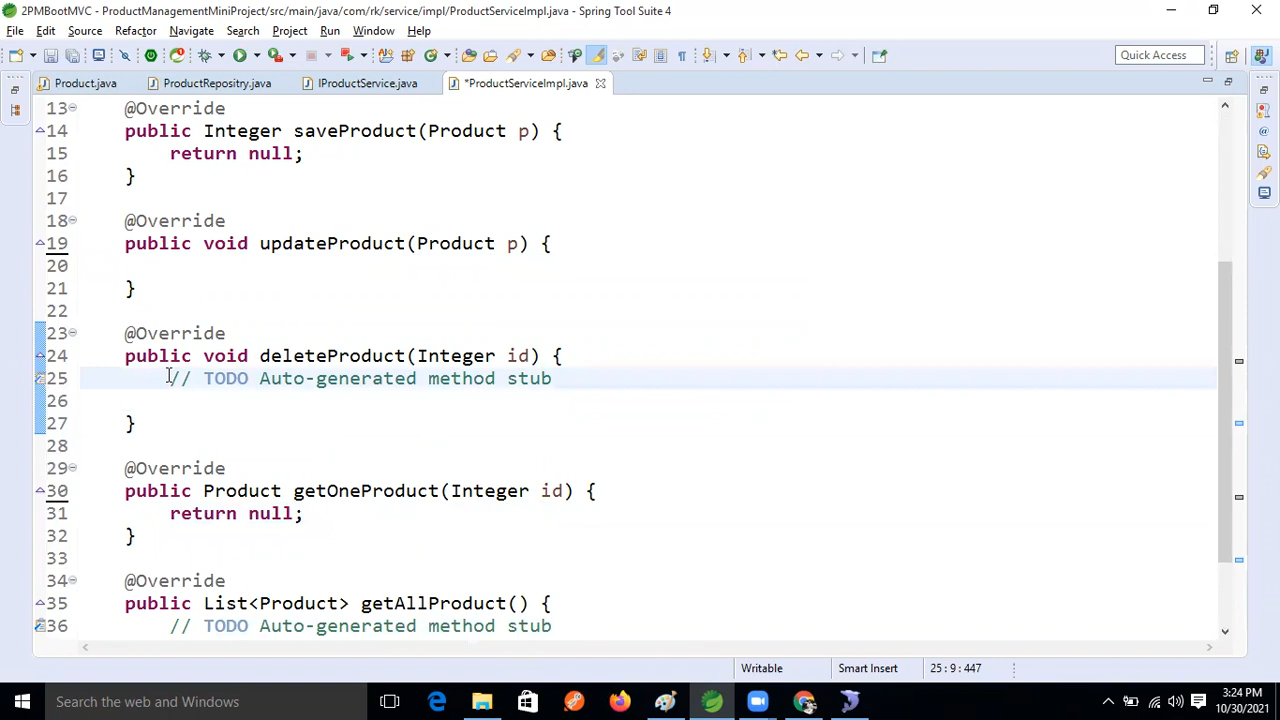 2PMBootMVC - ProductManagementMiniProject/src/main/java/com/rk/service/impl/ProductServiceImpl.java - Spring Tool Suite 4
File Edit Source Refactor Navigate Search Project Run Window Help
Quick Access
Product.java ProductRepositry.java IProductService.java *ProductServiceImpl.java
13 @Override
14 public Integer saveProduct(Product p) {
15 return null;
16 }
17
18 @Override
19 public void updateProduct(Product p) {
20
21 }
22
23 @Override
24 public void deleteProduct(Integer id) {
25 // TODO Auto-generated method stub
26
27 }
28
29 @Override
30 public Product getOneProduct(Integer id) {
31 return null;
32 }
33
34 @Override
35 public List<Product> getAllProduct() {
36 // TODO Auto-generated method stub
Writable Smart Insert 25 : 9 : 447
Search the web and Windows
3:24 PM
10/30/2021